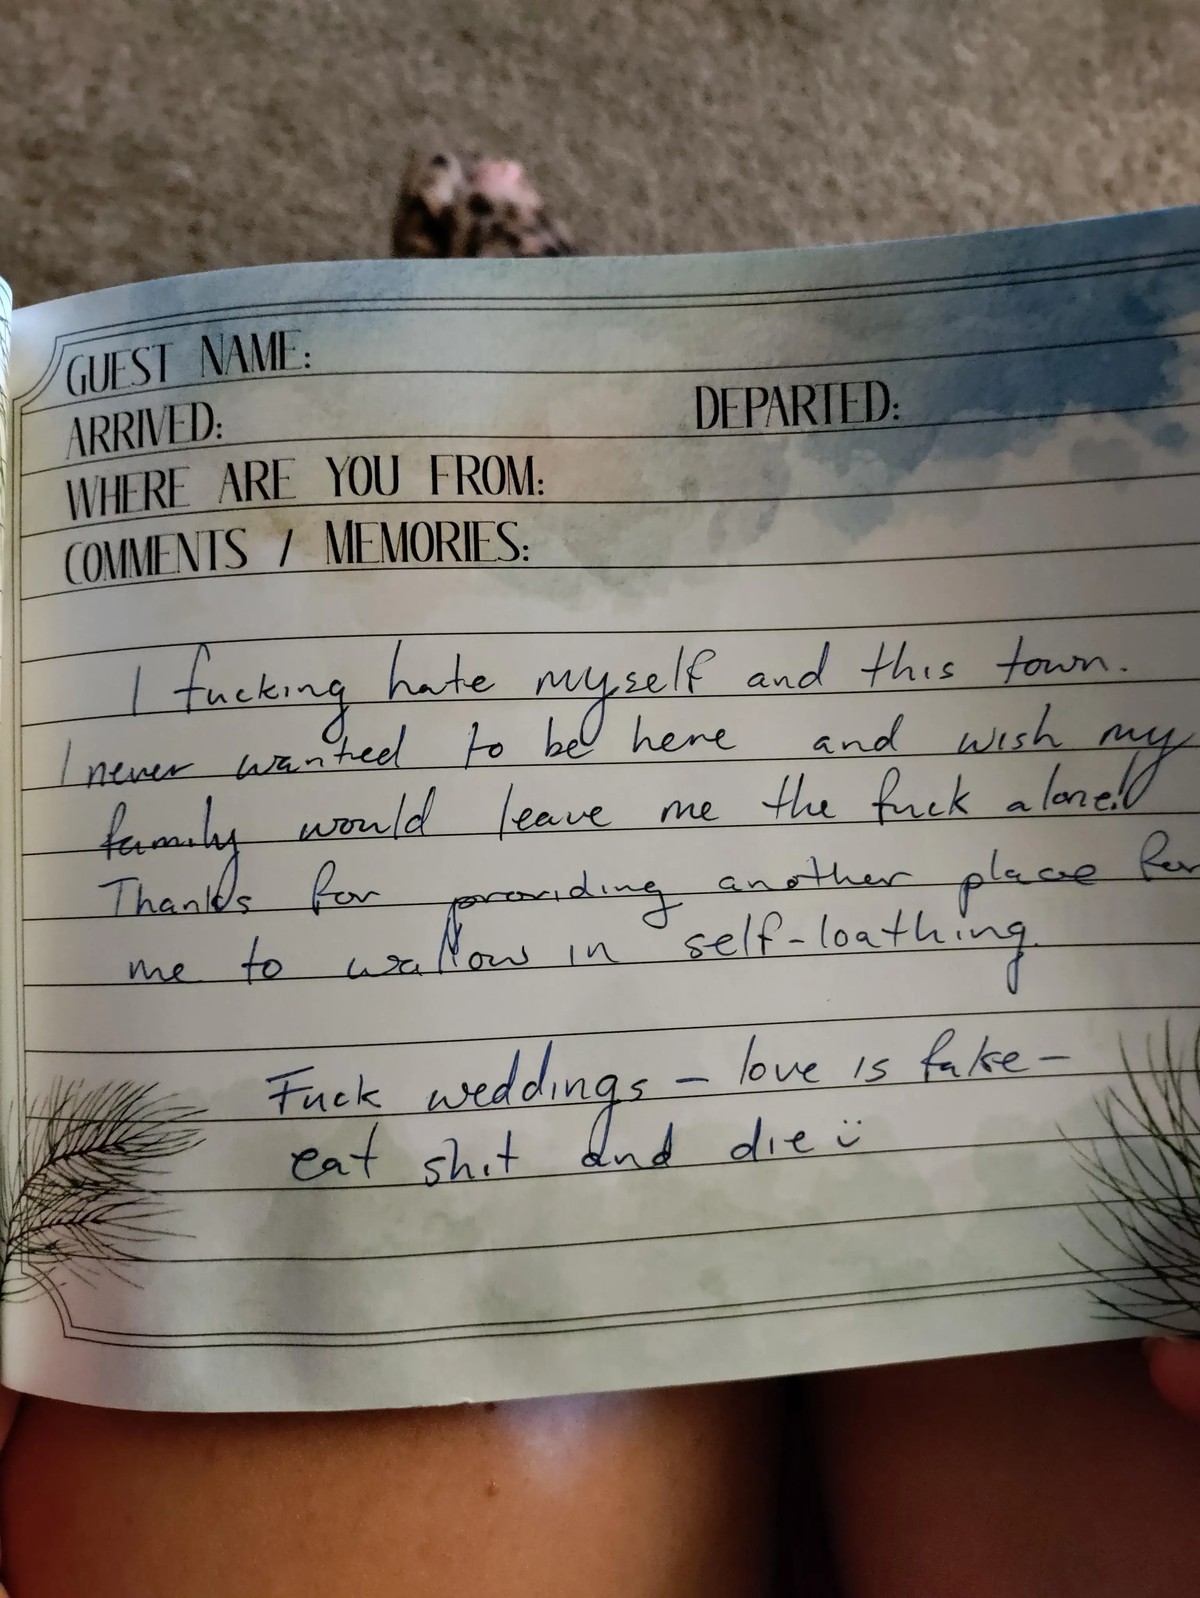 GUEST NAME:
ARRIVED: DEPARTED:
WHERE ARE YOU FROM:
COMMENTS / MEMORIES:
I fucking hate myself and this town.
I never wanted to be here and wish my
family would leave me the fuck alone!
Thanks for providing another place for
me to wallow in self-loathing.
Fuck weddings - love is fake -
eat shit and die ü